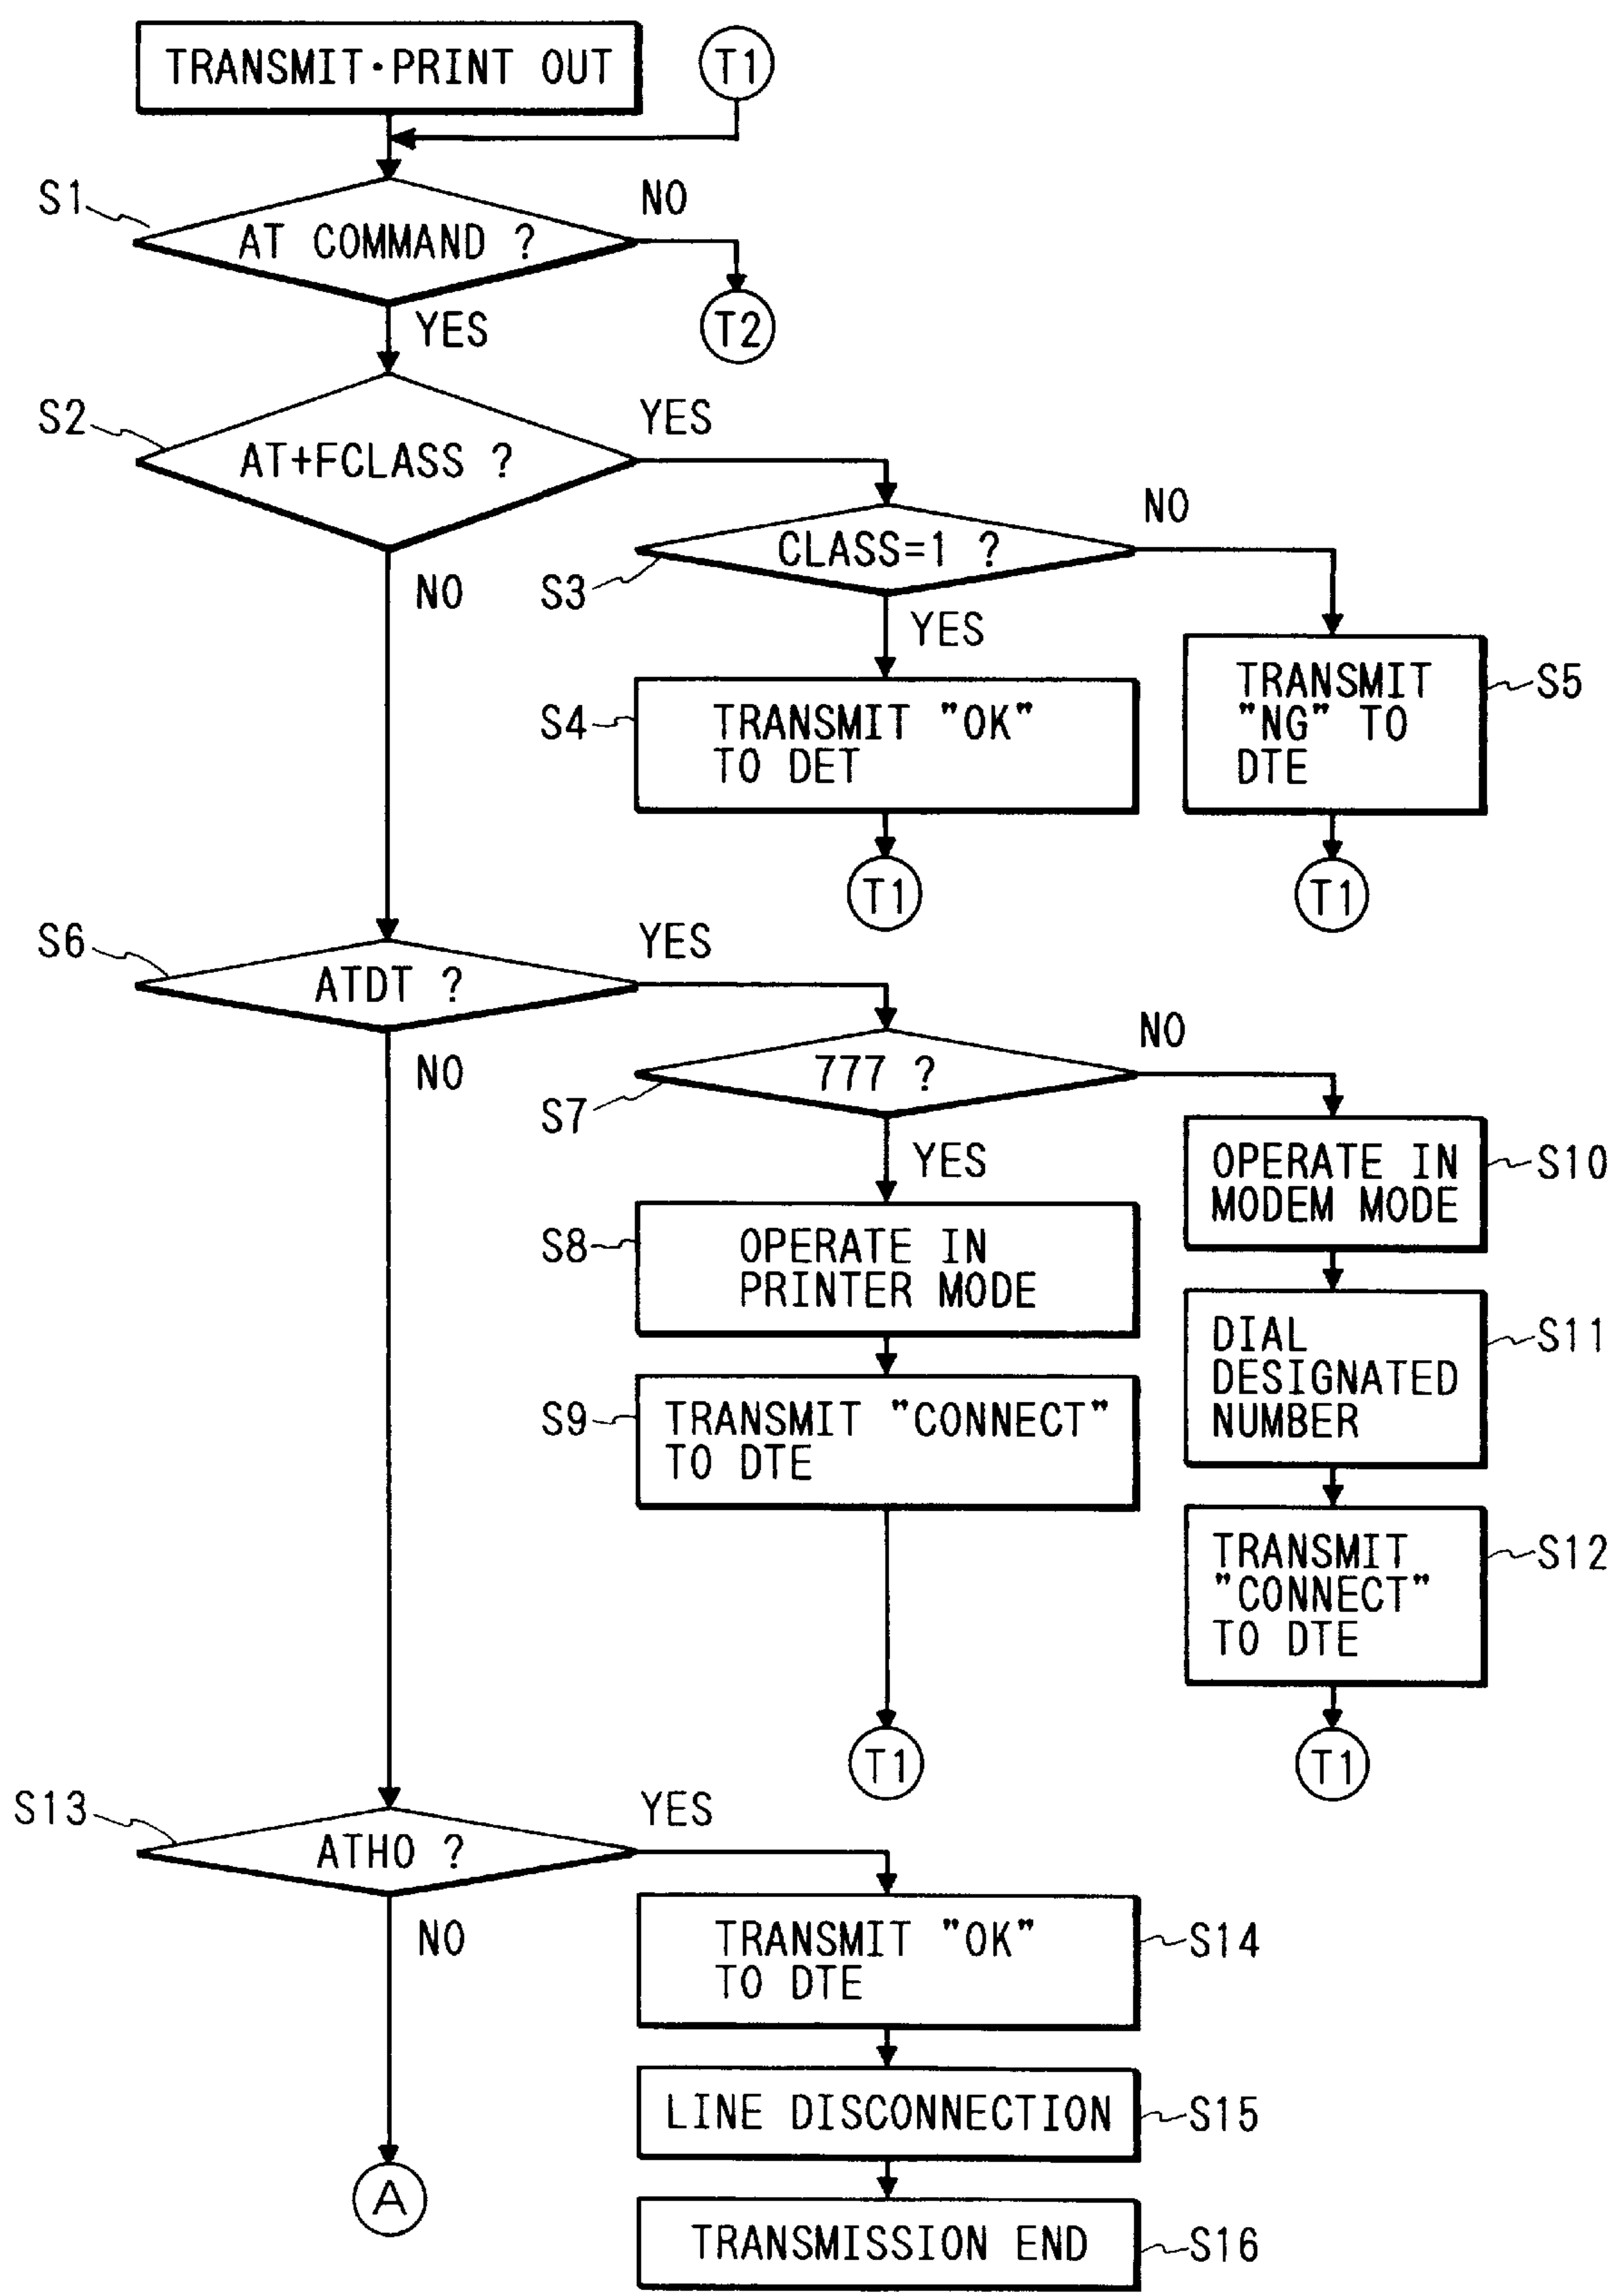 TRANSMIT·PRINT OUT
T1
S1
AT COMMAND ?
NO
T2
YES
S2
AT+FCLASS ?
YES
NO
S3
CLASS=1 ?
NO
YES
S4
TRANSMIT "OK"
TO DET
T1
TRANSMIT
"NG" TO
DTE
S5
T1
S6
ATDT ?
YES
NO
S7
777 ?
NO
YES
S8
OPERATE IN
PRINTER MODE
S9
TRANSMIT "CONNECT"
TO DTE
T1
OPERATE IN
MODEM MODE
S10
DIAL
DESIGNATED
NUMBER
S11
TRANSMIT
"CONNECT"
TO DTE
S12
T1
S13
ATH0 ?
YES
NO
A
TRANSMIT "OK"
TO DTE
S14
LINE DISCONNECTION
S15
TRANSMISSION END
S16